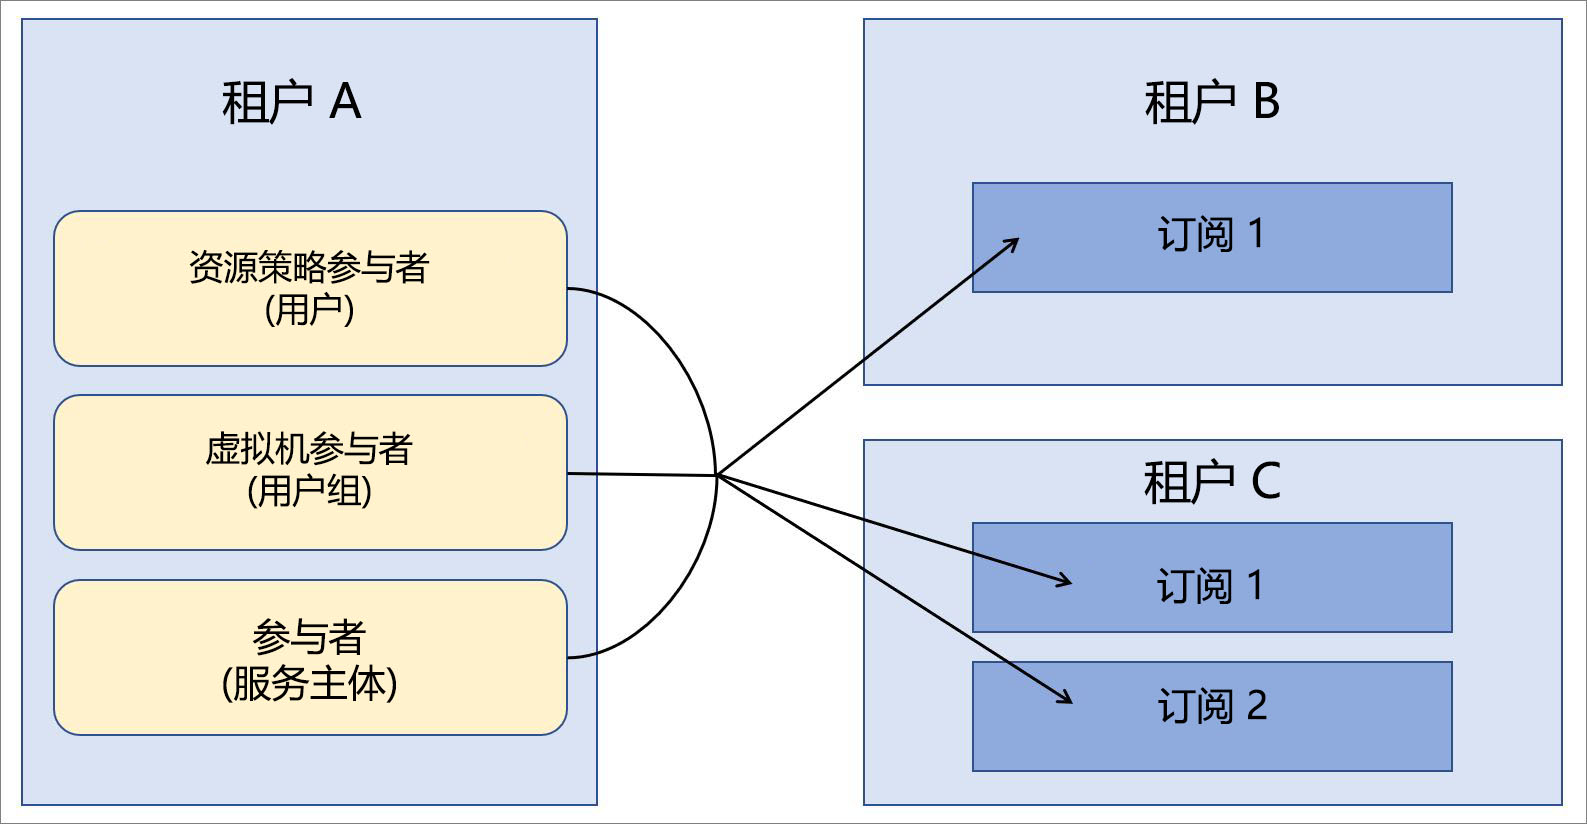 租户 A
资源策略参与者
(用户)
虚拟机参与者
(用户组)
参与者
(服务主体)
租户 B
订阅 1
租户 C
订阅 1
订阅 2